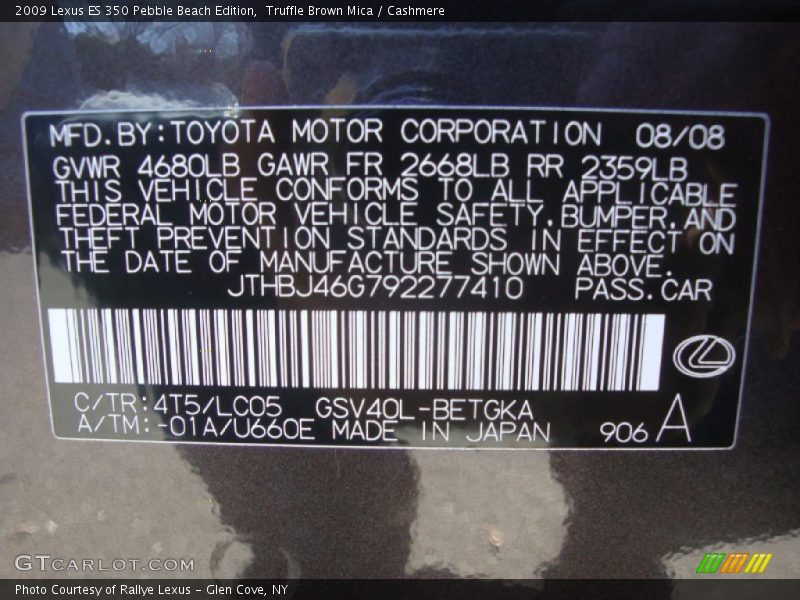 2009 Lexus ES 350 Pebble Beach Edition,  Truffle Brown Mica / Cashmere
MFD.BY:TOYOTA MOTOR CORPORATION 08/08
GVWR 4680LB GAWR FR 2668LB RR 2359LB
THIS VEHICLE CONFORMS TO ALL APPLICABLE
FEDERAL MOTOR VEHICLE SAFETY,BUMPER,AND
THEFT PREVENTION STANDARDS IN EFFECT ON
THE DATE OF MANUFACTURE SHOWN ABOVE.
JTHBJ46G792277410 PASS.CAR
C/TR:4T5/LC05 GSV40L-BETGKA
A/TM:-01A/U660E MADE IN JAPAN 906 A
GTCARLOT.COM
Photo Courtesy of Rallye Lexus – Glen Cove, NY